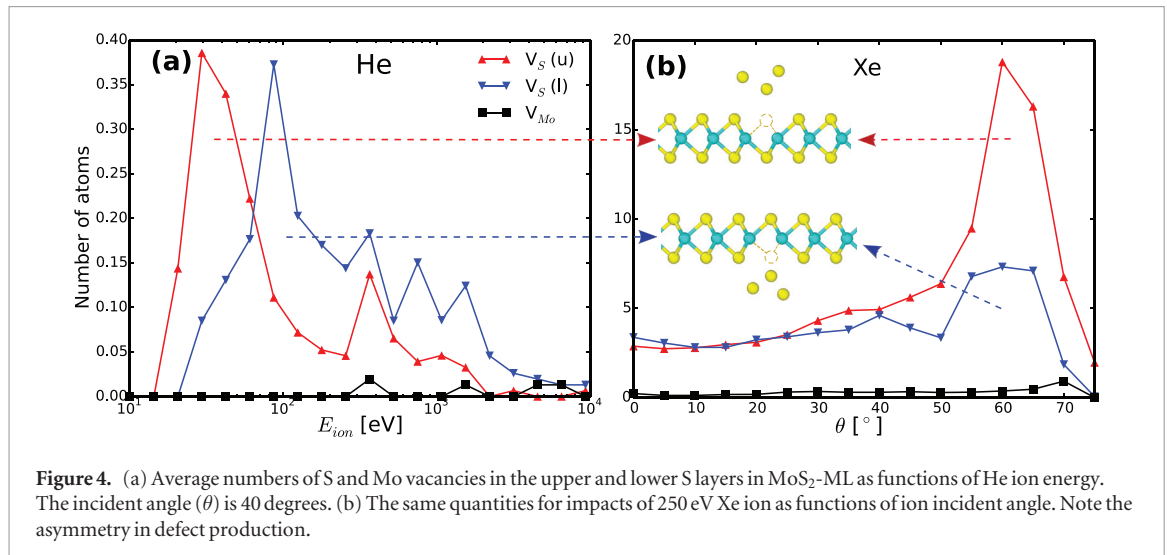 (a)
He
V_S (u)
V_S (l)
V_Mo
0.40
0.35
0.30
0.25
0.20
0.15
0.10
0.05
0.00
Number of atoms
10^1
10^2
10^3
10^4
E_ion [eV]
(b)
Xe
20
15
10
5
0
0
10
20
30
40
50
60
70
θ [°]
Figure 4. (a) Average numbers of S and Mo vacancies in the upper and lower S layers in MoS₂-ML as functions of He ion energy.
The incident angle (θ) is 40 degrees. (b) The same quantities for impacts of 250 eV Xe ion as functions of ion incident angle. Note the
asymmetry in defect production.